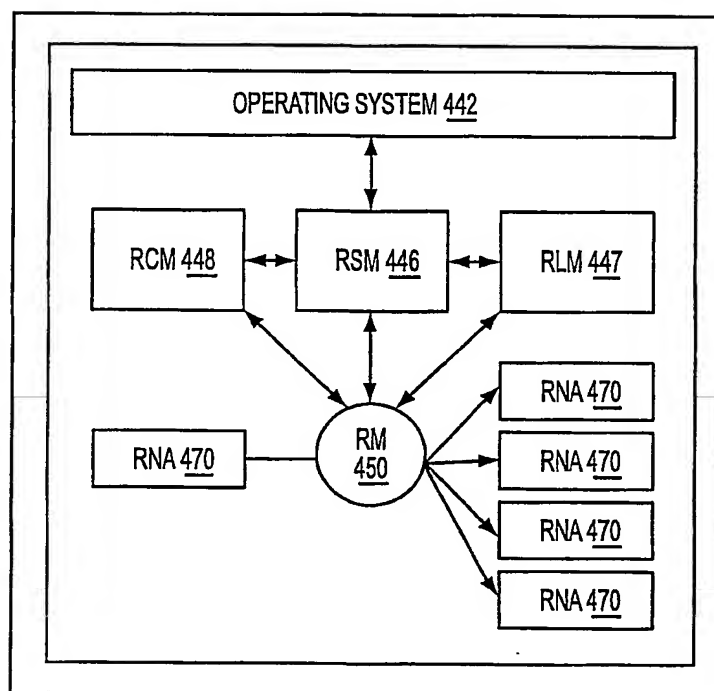 OPERATING SYSTEM 442
RCM 448
RSM 446
RLM 447
RNA 470
RM
450
RNA 470
RNA 470
RNA 470
RNA 470